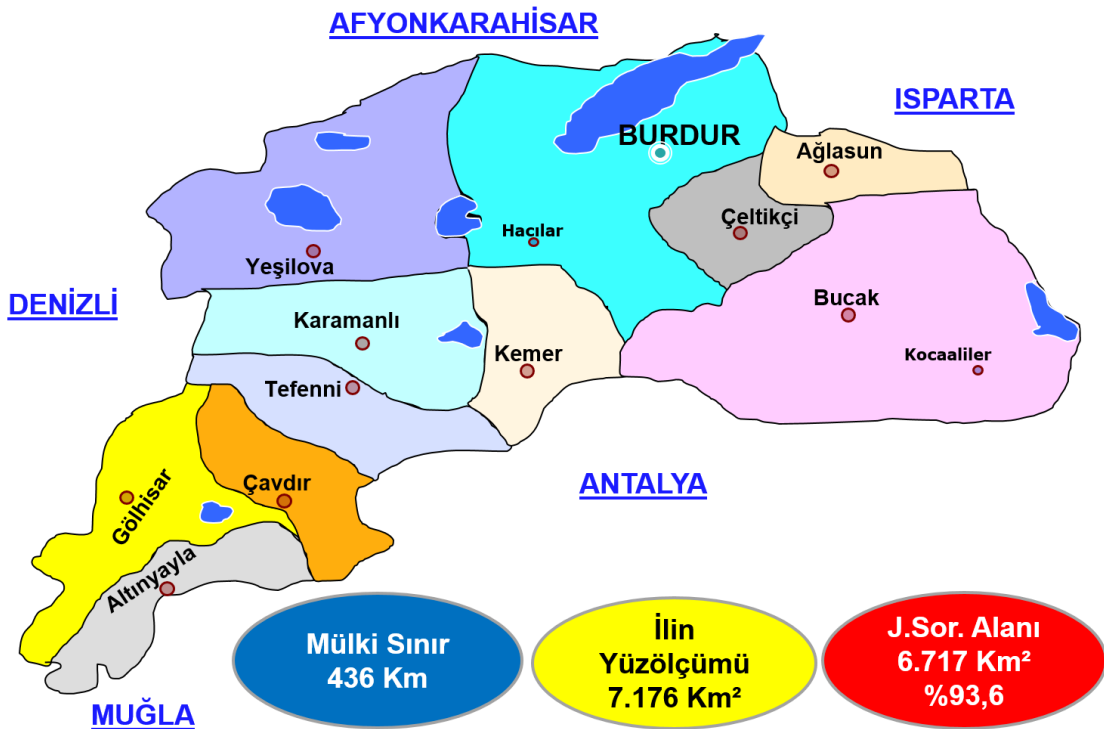 AFYONKARAHİSAR
ISPARTA
BURDUR
Ağlasun
Çeltikçi
Hacılar
Yeşilova
DENİZLİ
Bucak
Karamanlı
Kemer
Kocaaliler
Tefenni
ANTALYA
Çavdır
Gölhisar
Altınyayla
MUĞLA
Mülki Sınır
436 Km
İlin
Yüzölçümü
7.176 Km²
J.Sor. Alanı
6.717 Km²
%93,6